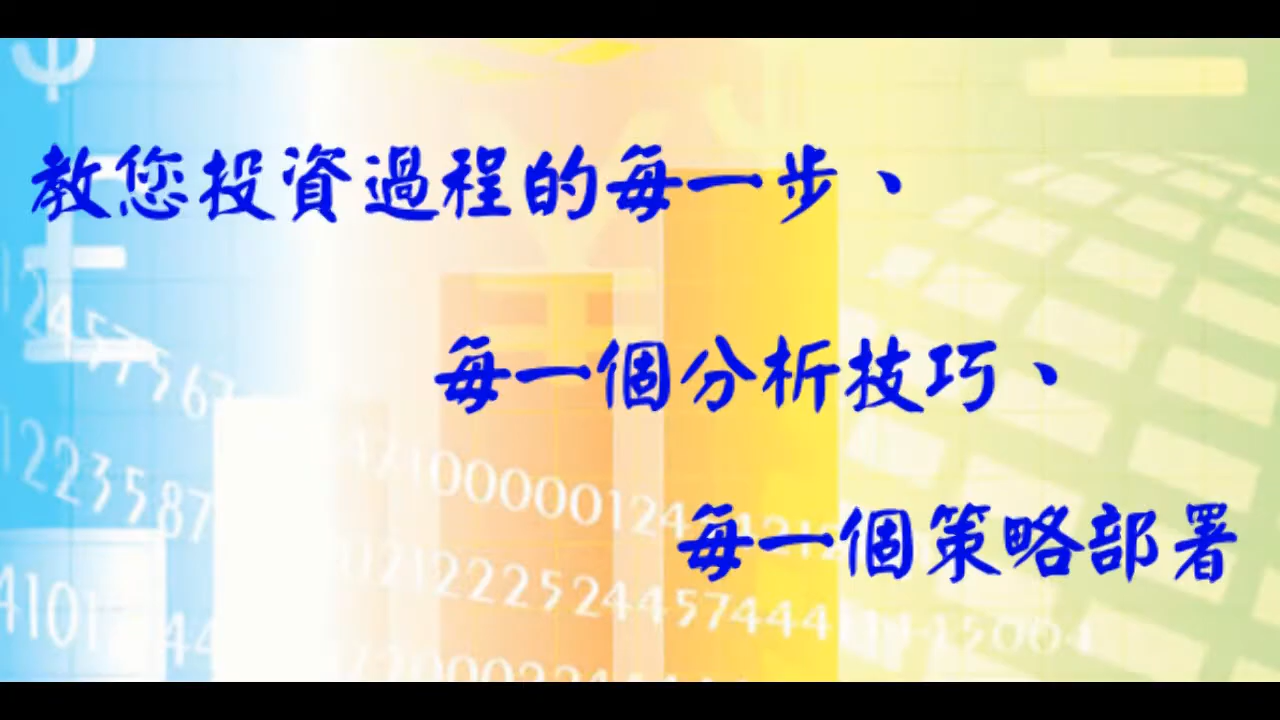 教您投資過程的每一步、
每一個分析技巧、
每一個策略部署